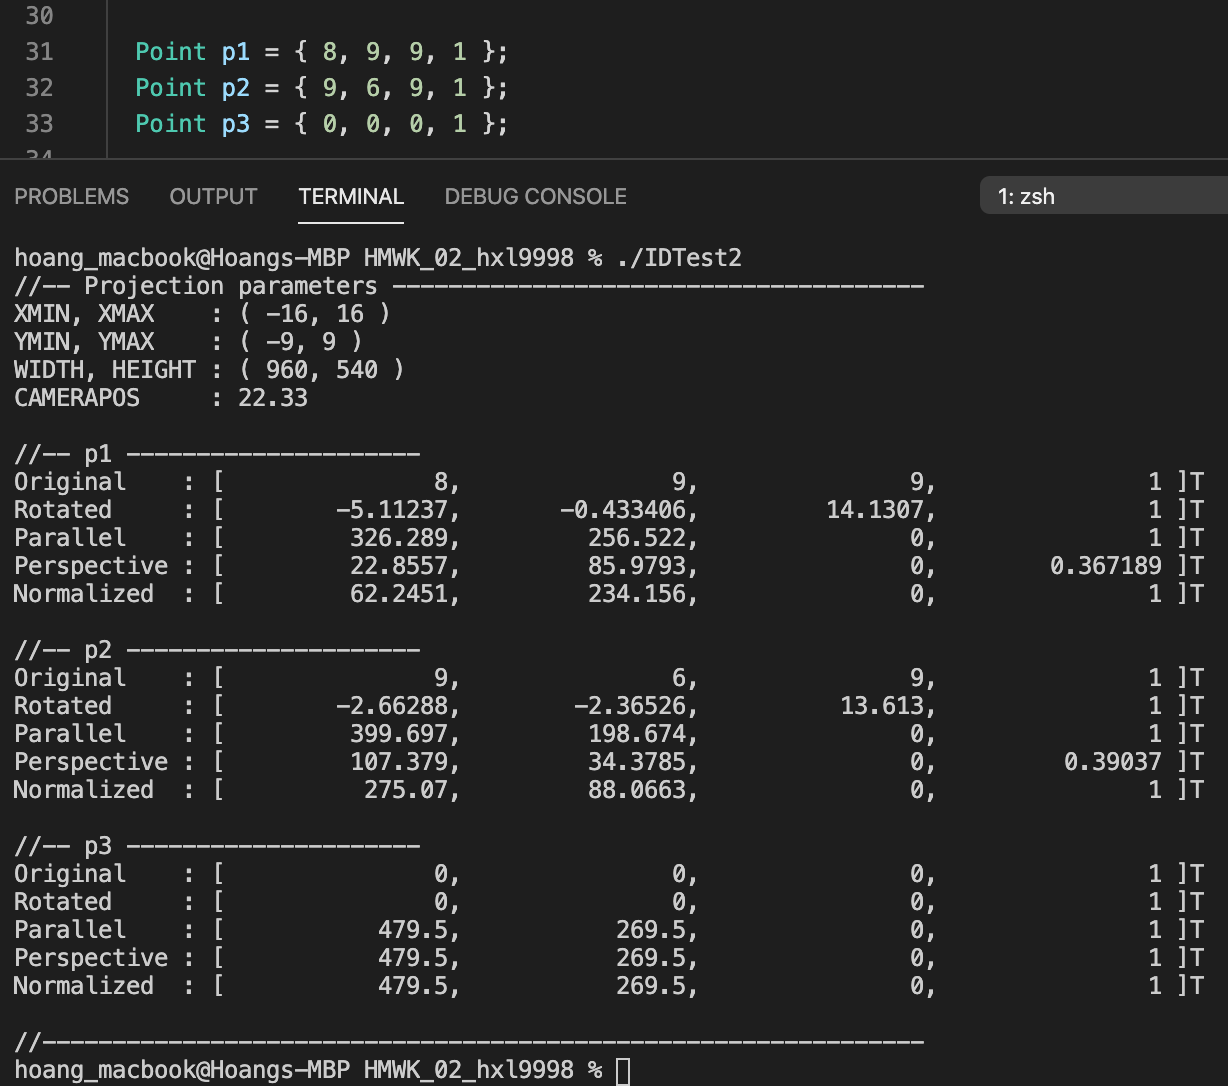 30
31 Point p1 = { 8, 9, 9, 1 };
32 Point p2 = { 9, 6, 9, 1 };
33 Point p3 = { 0, 0, 0, 1 };
34
PROBLEMS OUTPUT TERMINAL DEBUG CONSOLE 1: zsh
hoang_macbook@Hoangs-MBP HMWK_02_hxl9998 % ./IDTest2
//-- Projection parameters --------------------------------------
XMIN, XMAX    : ( -16, 16 )
YMIN, YMAX    : ( -9, 9 )
WIDTH, HEIGHT : ( 960, 540 )
CAMERAPOS     : 22.33
//-- p1 ---------------------
Original    : [               8,               9,               9,               1 ]T
Rotated     : [        -5.11237,       -0.433406,         14.1307,               1 ]T
Parallel    : [         326.289,         256.522,               0,               1 ]T
Perspective : [         22.8557,         85.9793,               0,        0.367189 ]T
Normalized  : [         62.2451,         234.156,               0,               1 ]T
//-- p2 ---------------------
Original    : [               9,               6,               9,               1 ]T
Rotated     : [        -2.66288,        -2.36526,          13.613,               1 ]T
Parallel    : [         399.697,         198.674,               0,               1 ]T
Perspective : [         107.379,         34.3785,               0,         0.39037 ]T
Normalized  : [          275.07,         88.0663,               0,               1 ]T
//-- p3 ---------------------
Original    : [               0,               0,               0,               1 ]T
Rotated     : [               0,               0,               0,               1 ]T
Parallel    : [           479.5,           269.5,               0,               1 ]T
Perspective : [           479.5,           269.5,               0,               1 ]T
Normalized  : [           479.5,           269.5,               0,               1 ]T
//---------------------------------------------------------------
hoang_macbook@Hoangs-MBP HMWK_02_hxl9998 %